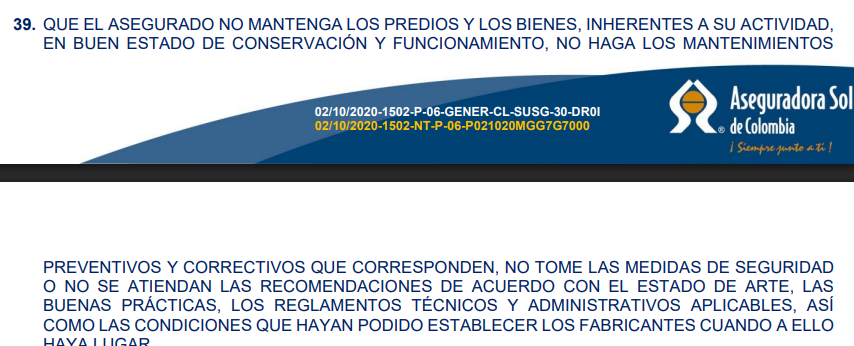 39. QUE EL ASEGURADO NO MANTENGA LOS PREDIOS Y LOS BIENES, INHERENTES A SU ACTIVIDAD,
EN BUEN ESTADO DE CONSERVACIÓN Y FUNCIONAMIENTO, NO HAGA LOS MANTENIMIENTOS
02/10/2020-1502-P-06-GENER-CL-SUSG-30-DR0I
02/10/2020-1502-NT-P-06-P021020MGG7G7000
Aseguradora Sol
® de Colombia
¡ Siempre junto a ti !
PREVENTIVOS Y CORRECTIVOS QUE CORRESPONDEN, NO TOME LAS MEDIDAS DE SEGURIDAD
O NO SE ATIENDAN LAS RECOMENDACIONES DE ACUERDO CON EL ESTADO DE ARTE, LAS
BUENAS PRÁCTICAS, LOS REGLAMENTOS TÉCNICOS Y ADMINISTRATIVOS APLICABLES, ASÍ
COMO LAS CONDICIONES QUE HAYAN PODIDO ESTABLECER LOS FABRICANTES CUANDO A ELLO
HAYA LUGAR